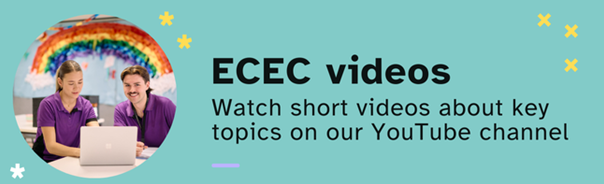 ECEC videos
Watch short videos about key
topics on our YouTube channel